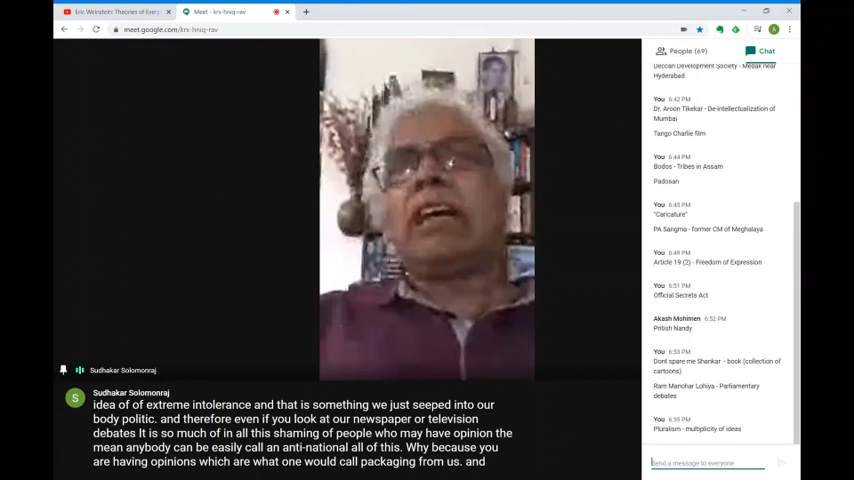 Eric Weinstein: Theories of Every
Meet - knr-hniq-rav
meet.google.com/knr-hniq-rav
People (69)
Chat
Deccan Development Society - Medak near
Hyderabad
You 6:42 PM
Dr. Aroon Tikekar - De-intellectualization of
Mumbai
Tango Charlie film
You 6:44 PM
Bodos - Tribes in Assam
Padosan
You 6:45 PM
"Caricature"
PA Sangma - former CM of Meghalaya
You 6:49 PM
Article 19 (2) - Freedom of Expression
You 6:51 PM
Official Secrets Act
Akash Mohimen 6:52 PM
Pritish Nandy
You 6:53 PM
Dont spare me Shankar - book (collection of
cartoons)
Ram Manohar Lohiya - Parliamentary
debates
You 6:55 PM
Pluralism - multiplicity of ideas
Send a message to everyone
Sudhakar Solomonraj
S
Sudhakar Solomonraj
idea of of extreme intolerance and that is something we just seeped into our
body politic. and therefore even if you look at our newspaper or television
debates It is so much of in all this shaming of people who may have opinion the
mean anybody can be easily call an anti-national all of this. Why because you
are having opinions which are what one would call packaging from us. and